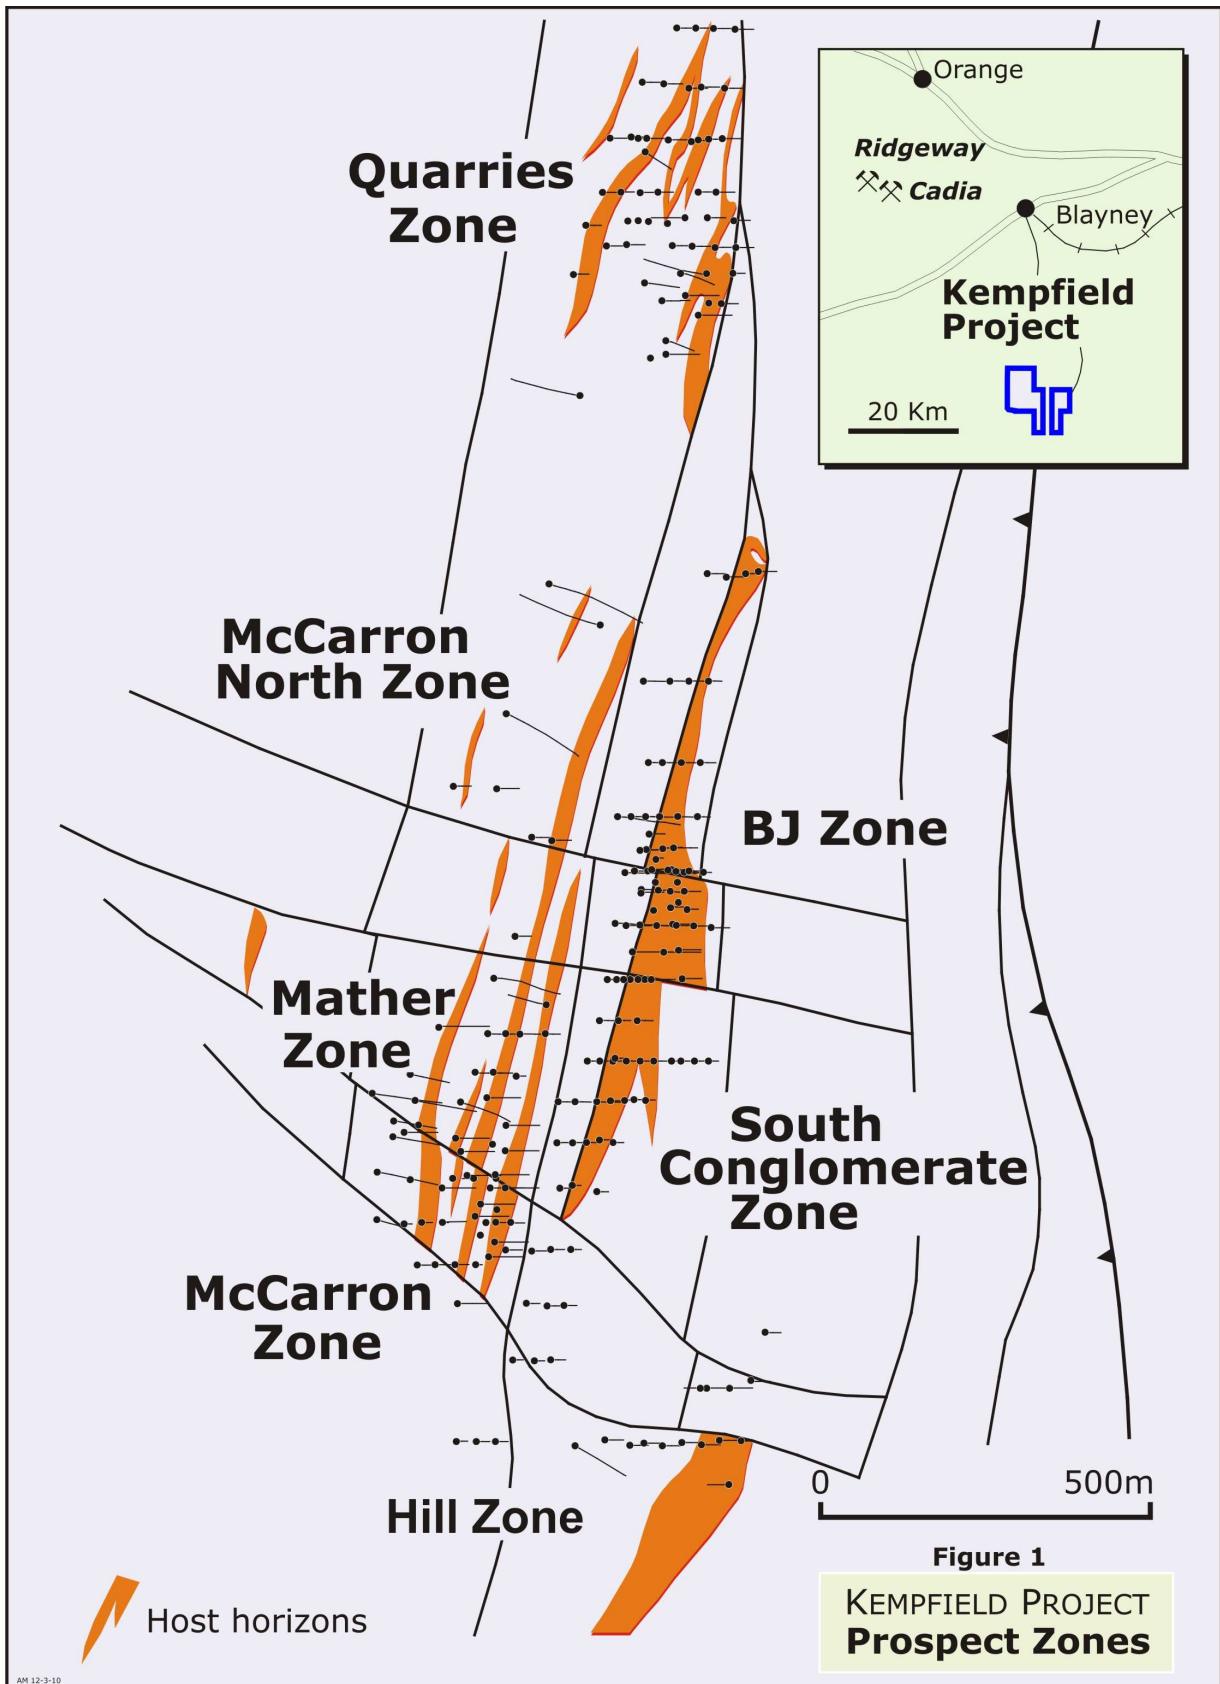 Orange
Ridgeway
Cadia
Blayney
Kempfield
Project
20 Km
Quarries
Zone
McCarron
North Zone
BJ Zone
Mather
Zone
South
Conglomerate
Zone
McCarron
Zone
Hill Zone
0 500m
Figure 1
KEMPFIELD PROJECT
Prospect Zones
Host horizons
AM 12-3-10